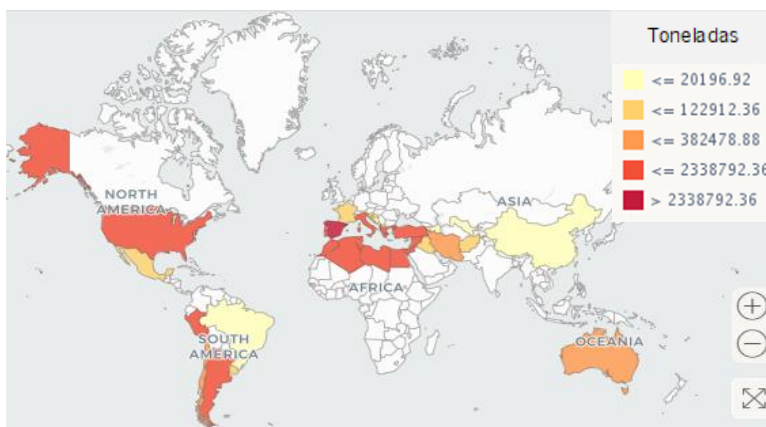 Toneladas
<= 20196.92
<= 122912.36
<= 382478.88
<= 2338792.36
> 2338792.36
NORTH
AMERICA
ASIA
AFRICA
SOUTH
AMERICA
OCEANIA